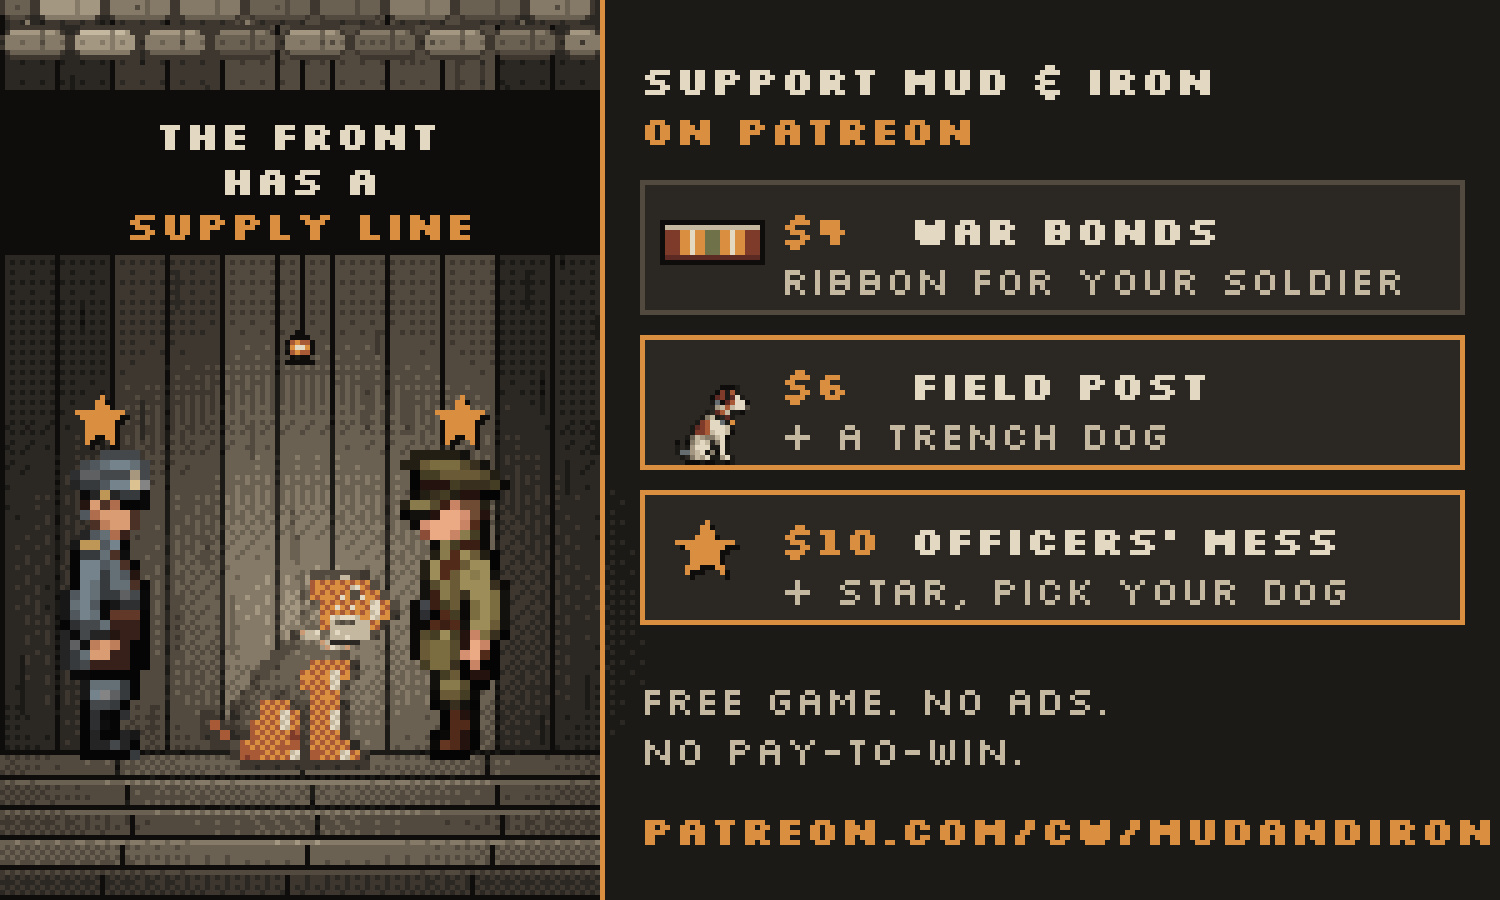 THE FRONT
HAS A
SUPPLY LINE
SUPPORT MUD & IRON
ON PATREON
$4 WAR BONDS
RIBBON FOR YOUR SOLDIER
$6 FIELD POST
+ A TRENCH DOG
$10 OFFICERS' MESS
+ STAR, PICK YOUR DOG
FREE GAME. NO ADS.
NO PAY-TO-WIN.
PATREON.COM/CW/MUDANDIRON